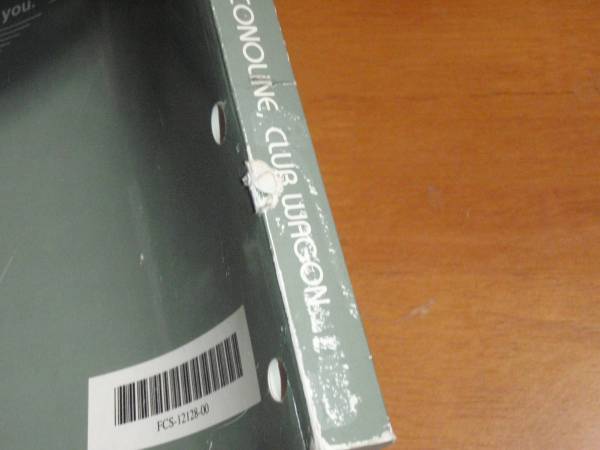 you.
ECONOLINE, CLUB WAGON
FCS-12128-00